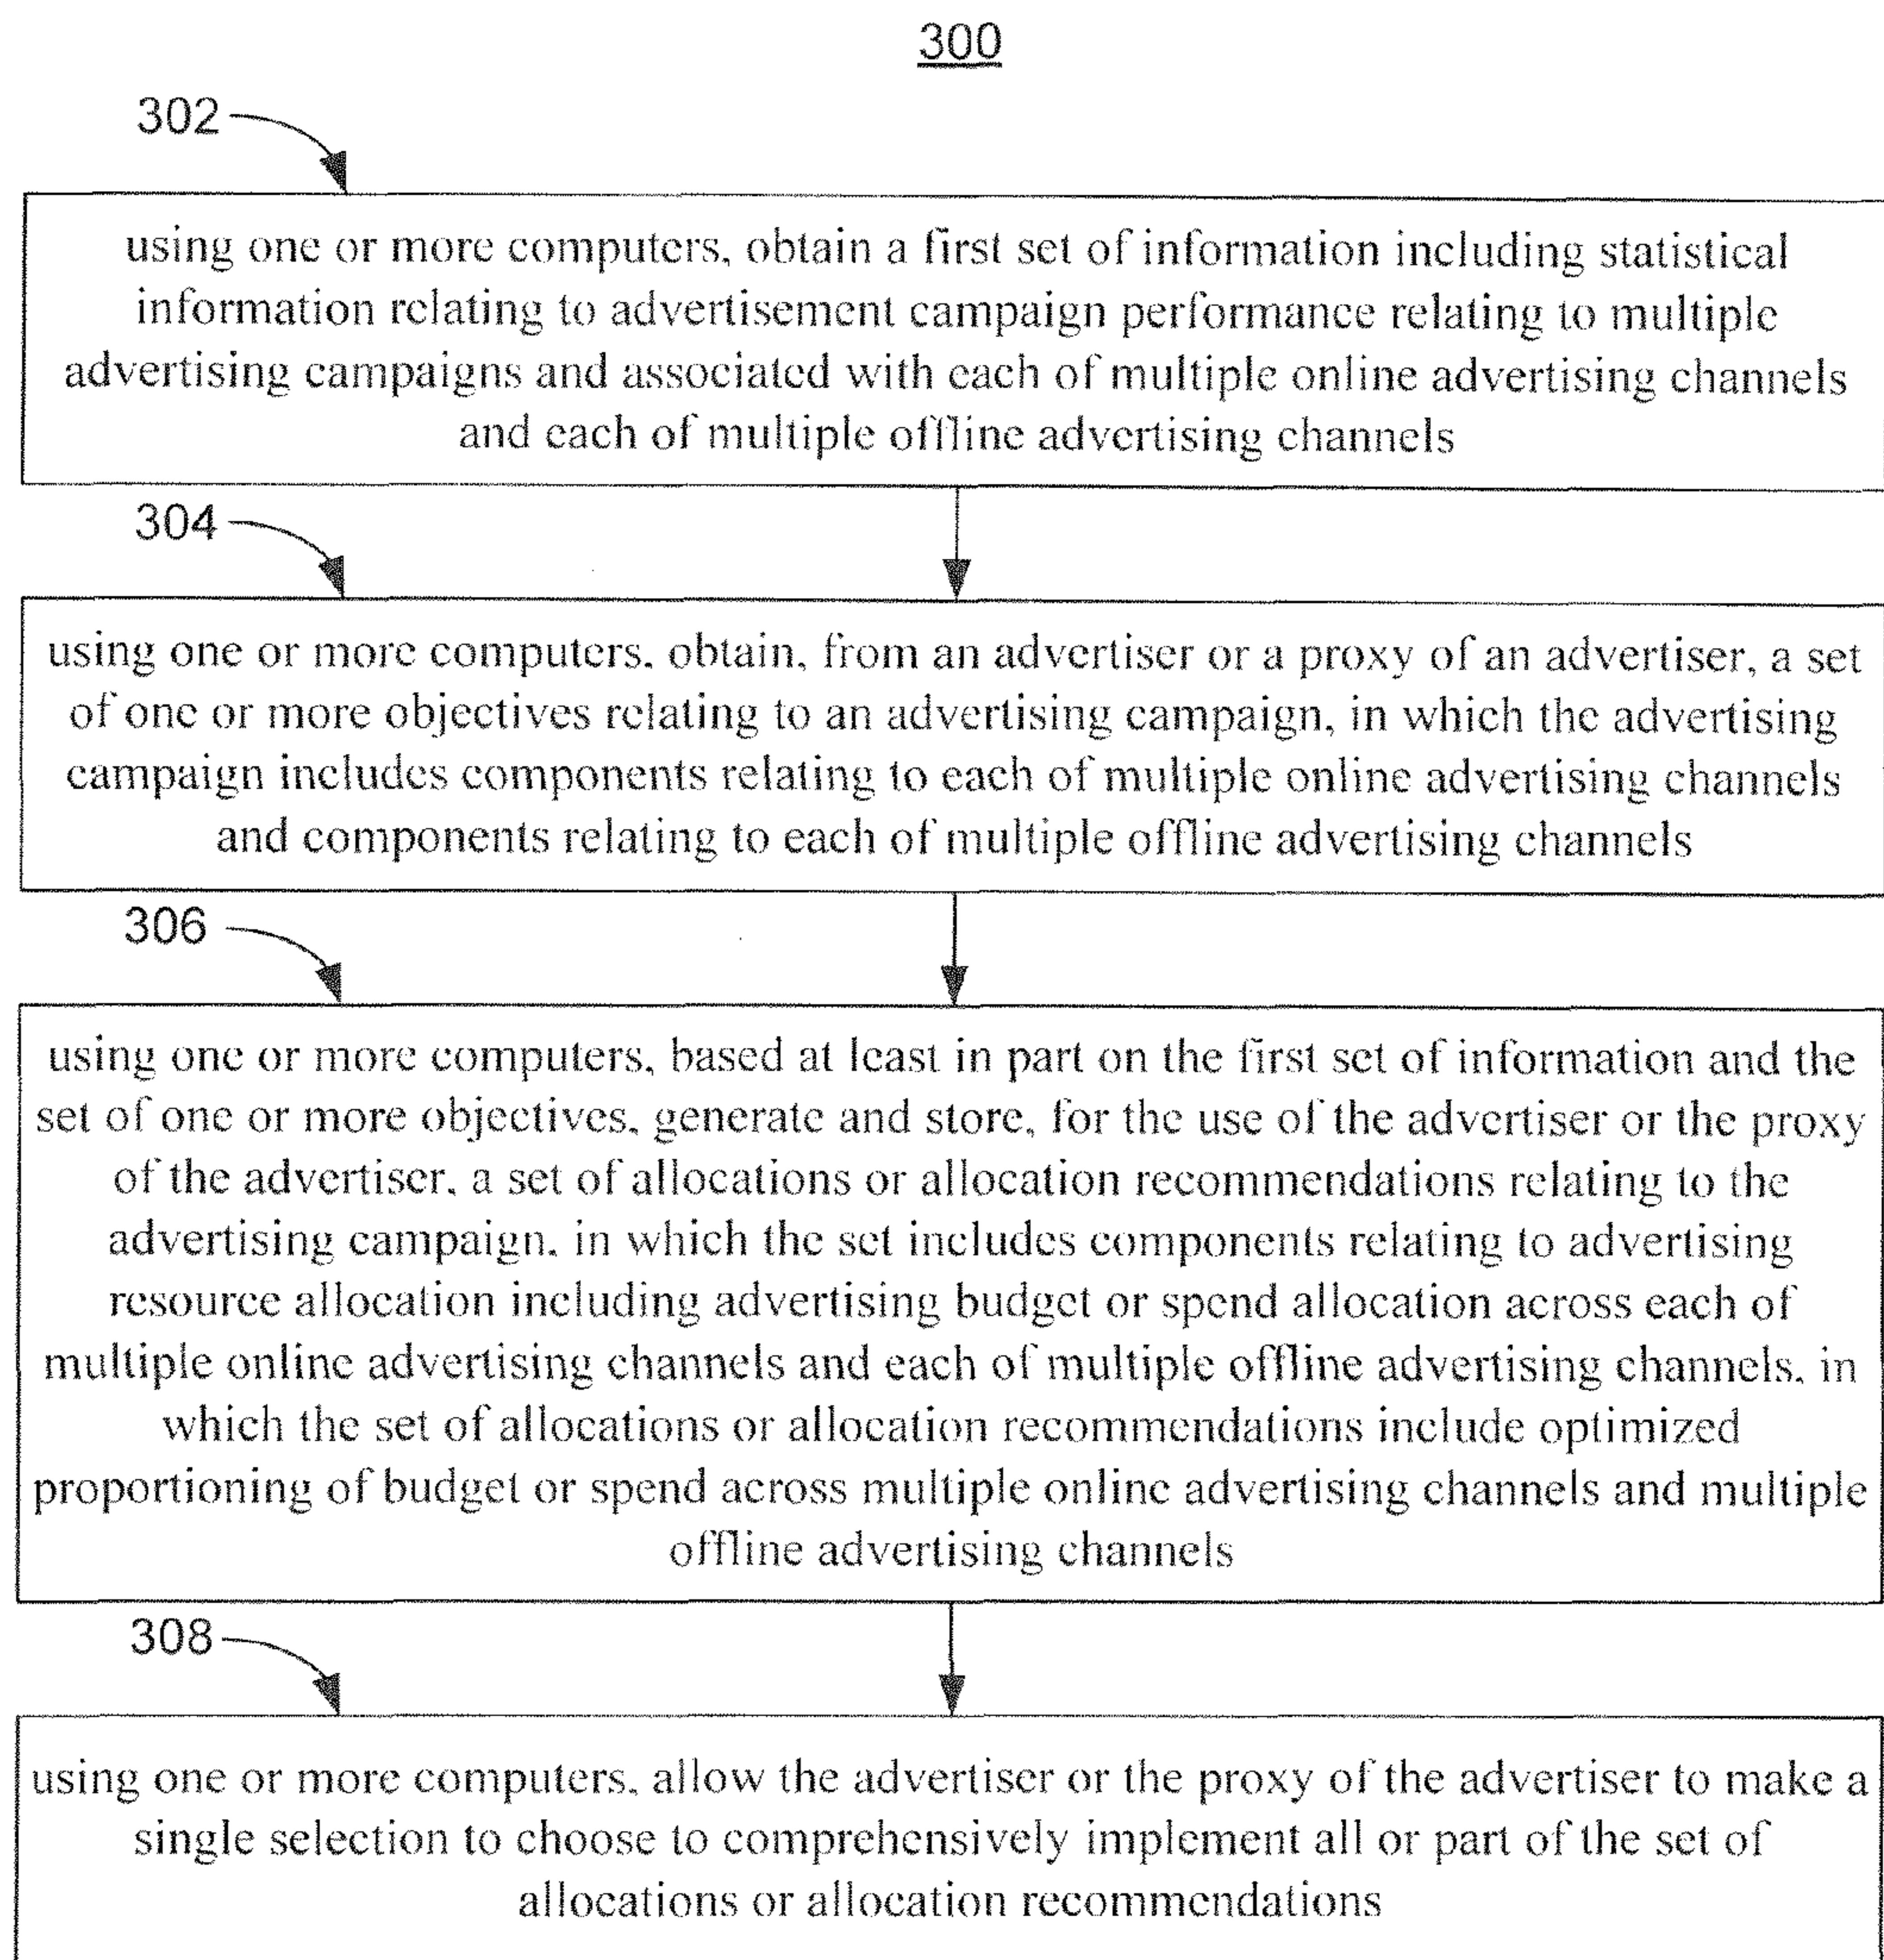 300
302
using one or more computers, obtain a first set of information including statistical
information relating to advertisement campaign performance relating to multiple
advertising campaigns and associated with each of multiple online advertising channels
and each of multiple offline advertising channels
304
using one or more computers, obtain, from an advertiser or a proxy of an advertiser, a set
of one or more objectives relating to an advertising campaign, in which the advertising
campaign includes components relating to each of multiple online advertising channels
and components relating to each of multiple offline advertising channels
306
using one or more computers, based at least in part on the first set of information and the
set of one or more objectives, generate and store, for the use of the advertiser or the proxy
of the advertiser, a set of allocations or allocation recommendations relating to the
advertising campaign, in which the set includes components relating to advertising
resource allocation including advertising budget or spend allocation across each of
multiple online advertising channels and each of multiple offline advertising channels, in
which the set of allocations or allocation recommendations include optimized
proportioning of budget or spend across multiple online advertising channels and multiple
offline advertising channels
308
using one or more computers, allow the advertiser or the proxy of the advertiser to make a
single selection to choose to comprehensively implement all or part of the set of
allocations or allocation recommendations